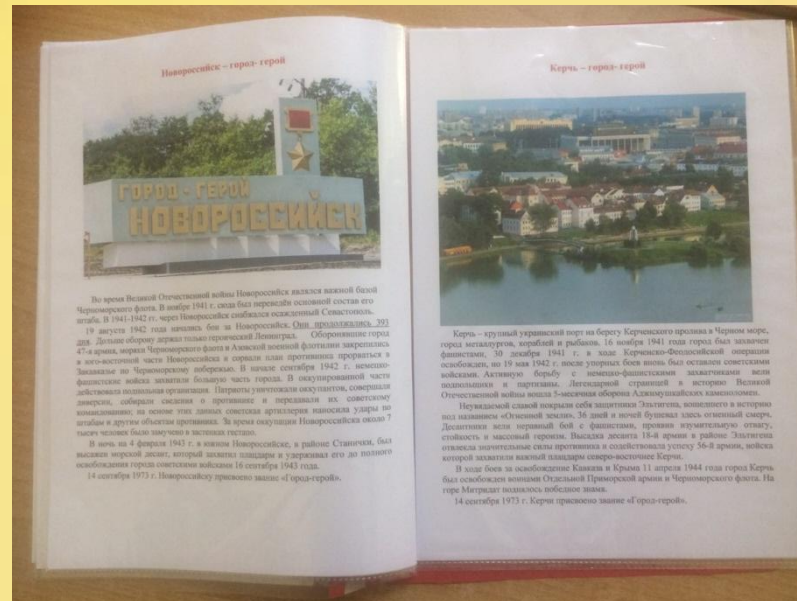 Новороссийск – город- герой
ГОРОД - ГЕРОЙ
НОВОРОССИЙСК
Во время Великой Отечественной войны Новороссийск являлся важной базой
Черноморского флота. В ноябре 1941 г. сюда был переведён основной состав его
штаба. В 1941-1942 гг. через Новороссийск снабжался осажденный Севастополь.
19 августа 1942 года начались бои за Новороссийск. Они продолжались 393
дня. Дольше оборону держал только героический Ленинград. Оборонявшие город
47-я армия, моряки Черноморского флота и Азовской военной флотилии закрепились
в юго-восточной части Новороссийска и сорвали план противника прорваться в
Закавказье по Черноморскому побережью. В начале сентября 1942 г. немецко-
фашистские войска захватили большую часть города. В оккупированной части
действовала подпольная организация. Патриоты уничтожали оккупантов, совершали
диверсии, собирали сведения о противнике и передавали их советскому
командованию; на основе этих данных советская артиллерия наносила удары по
штабам и другим объектам противника. За время оккупации Новороссийска около 7
тысяч человек было замучено в застенках гестапо.
В ночь на 4 февраля 1943 г. в южном Новороссийске, в районе Станички, был
высажен морской десант, который захватил плацдарм и удерживал его до полного
освобождения города советскими войсками 16 сентября 1943 года.
14 сентября 1973 г. Новороссийску присвоено звание «Город-герой».
Керчь – город-герой
Керчь – крупный украинский порт на берегу Керченского пролива в Черном море,
город металлургов, кораблей и рыбаков. 16 ноября 1941 года город был захвачен
фашистами, 30 декабря 1941 г. в ходе Керченско-Феодосийской операции
освобожден, но 19 мая 1942 г. после упорных боев вновь был оставлен советскими
войсками. Активную борьбу с немецко-фашистскими захватчиками вели
подпольщики и партизаны. Легендарной страницей в историю Великой
Отечественной войны вошла 5-месячная оборона Аджимушкайских каменоломен.
Неувядаемой славой покрыли себя защитники Эльтигена, вошедшего в историю
под названием «Огненной земли». 36 дней и ночей бушевал здесь огненный смерч.
Десантники вели неравный бой с фашистами, проявив изумительную отвагу,
стойкость и массовый героизм. Высадка десанта 18-й армии в районе Эльтигена
отвлекла значительные силы противника и содействовала успеху 56-й армии, войска
которой захватили важный плацдарм северо-восточнее Керчи.
В ходе боев за освобождение Кавказа и Крыма 11 апреля 1944 года город Керчь
был освобожден воинами Отдельной Приморской армии и Черноморского флота. На
горе Митридат поднялось победное знамя.
14 сентября 1973 г. Керчи присвоено звание «Город-герой».